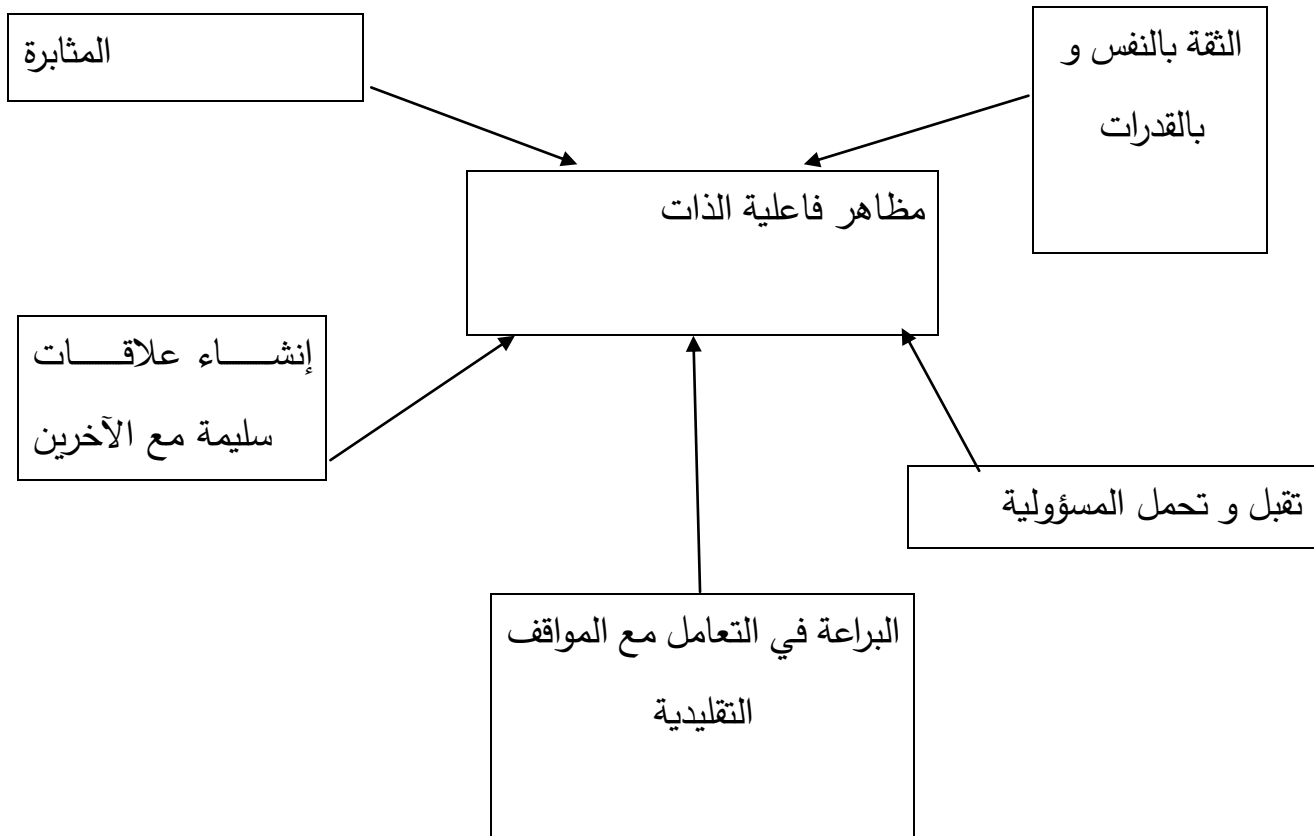 الثقة بالنفس و
بالقدرات
المثابرة
مظاهر فاعلية الذات
إنشـــــاء علاقـــــات
سليمة مع الآخرين
تقبل و تحمل المسؤولية
البراعة في التعامل مع المواقف
التقليدية